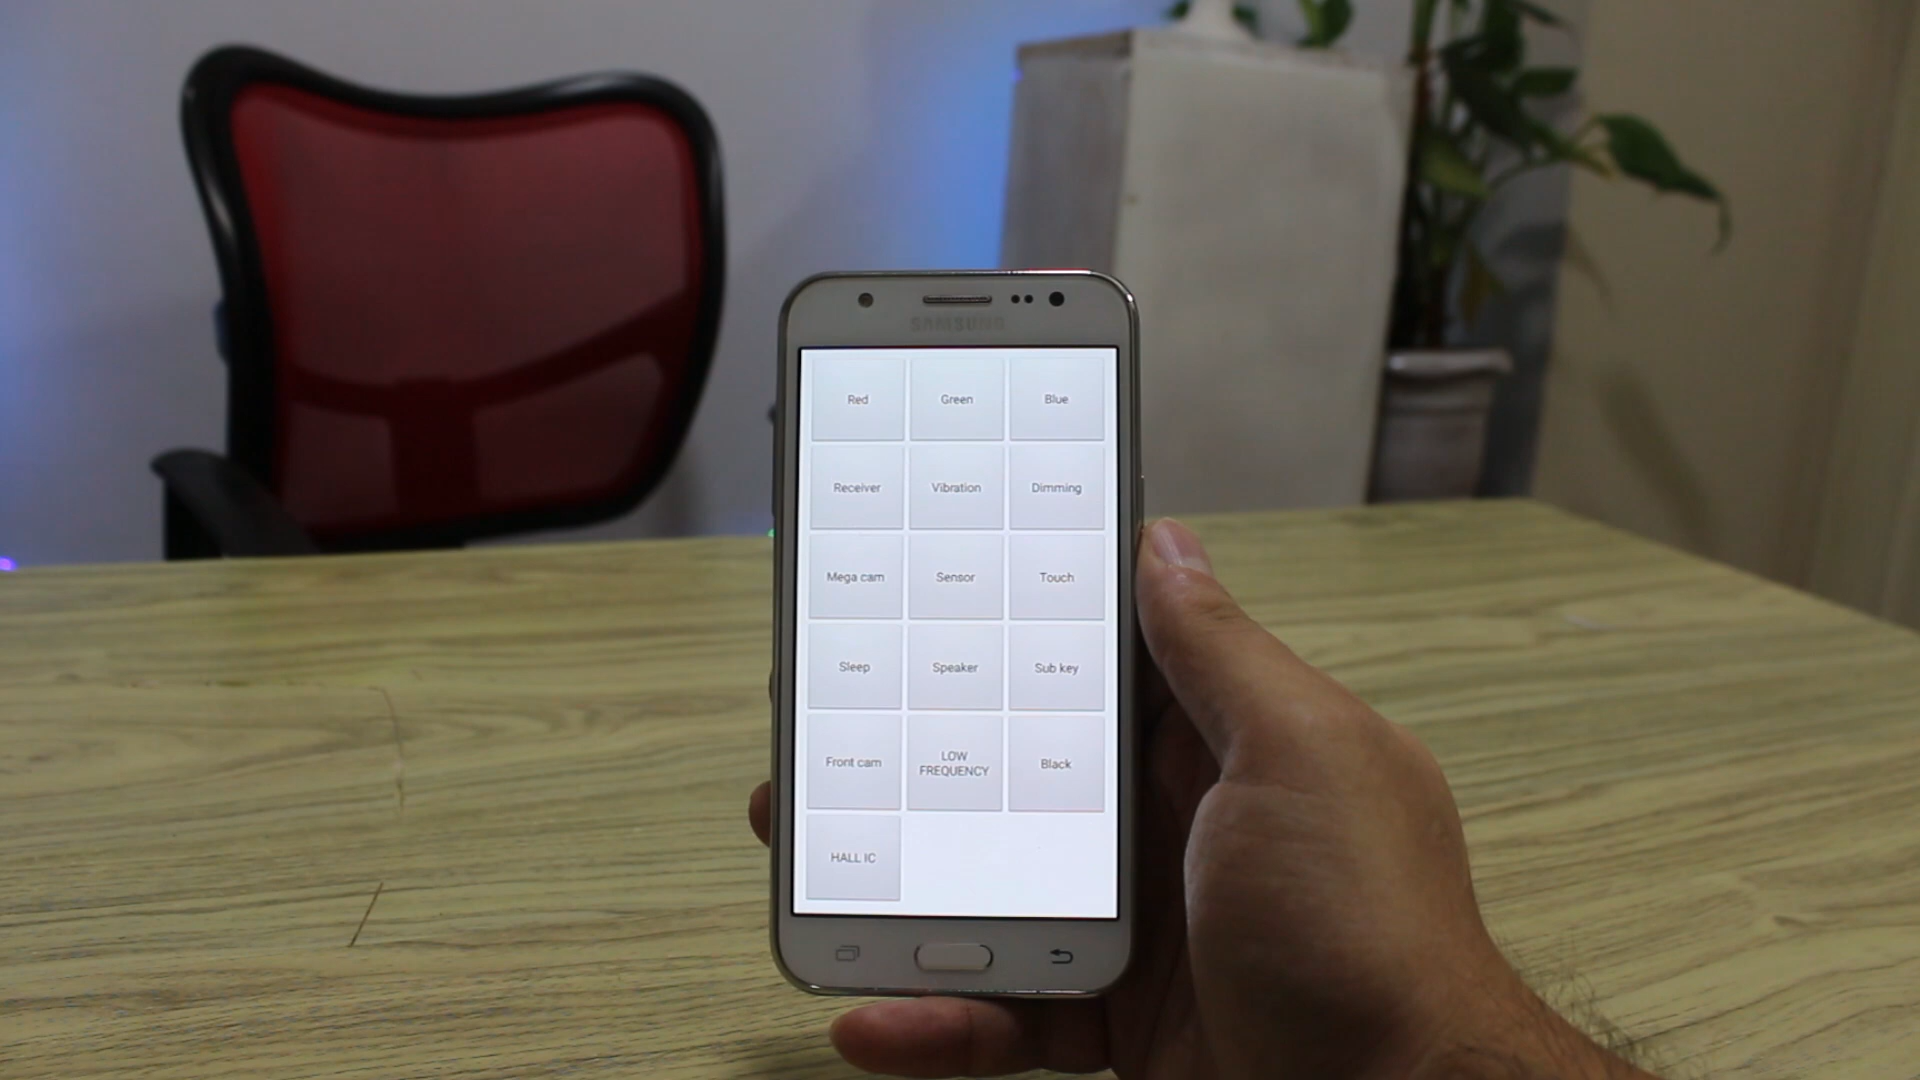 SAMSUNG
Red Green Blue
Receiver Vibration Dimming
Mega cam Sensor Touch
Sleep Speaker Sub key
Front cam LOW FREQUENCY Black
HALL IC